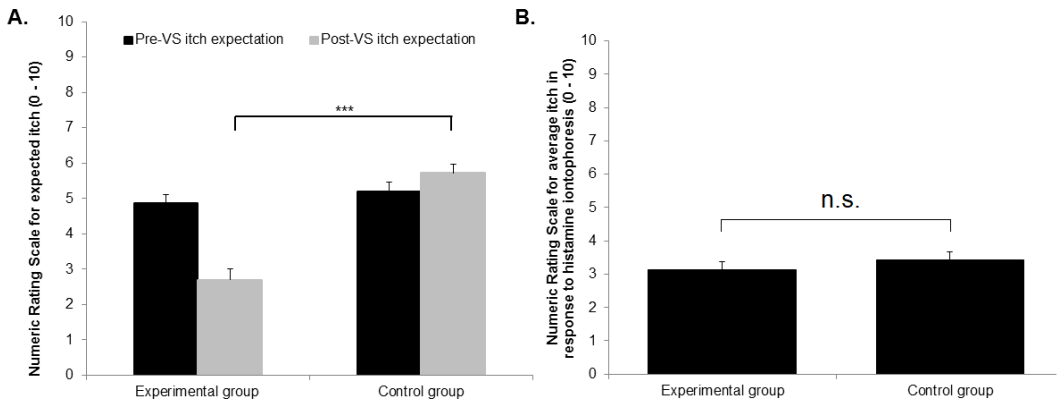 A.
Numeric Rating Scale for expected itch (0 - 10)
10
9
8
7
6
5
4
3
2
1
0
Pre-VS itch expectation
Post-VS itch expectation
***
Experimental group
Control group
B.
Numeric Rating Scale for average itch in
response to histamine iontophoresis (0 - 10)
10
9
8
7
6
5
4
3
2
1
0
n.s.
Experimental group
Control group